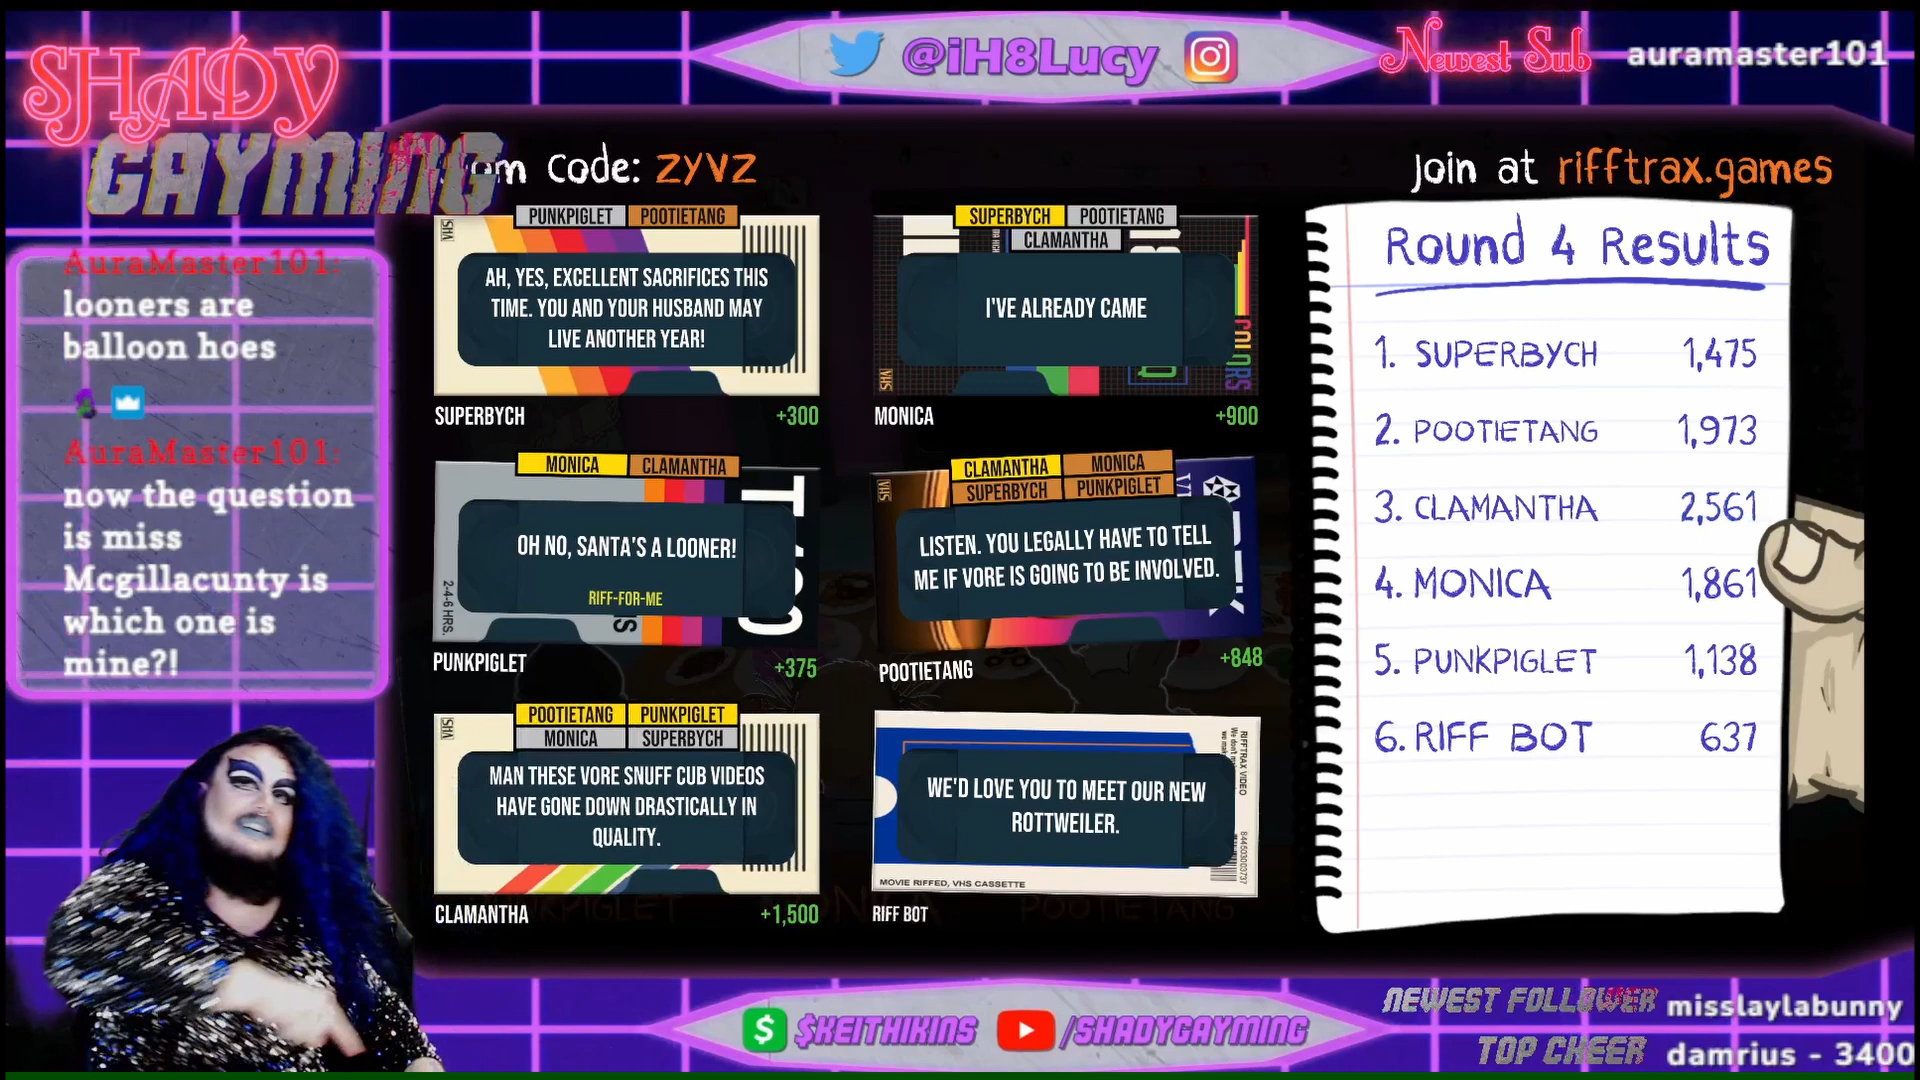 SHADY
GAYMING
@iH8Lucy
Newest Sub
auramaster101
AuraMaster101:
looners are
balloon hoes
AuraMaster101:
now the question
is miss
Mcgillacunty is
which one is
mine?!
Code: ZYVZ
Join at rifftrax.games
PUNKPIGLET POOTIETANG
AH, YES, EXCELLENT SACRIFICES THIS
TIME. YOU AND YOUR HUSBAND MAY
LIVE ANOTHER YEAR!
VHS
SUPERBYCH +300
SUPERBYCH POOTIETANG
CLAMANTHA
I'VE ALREADY CAME
COLORS
VHS
MONICA +900
MONICA CLAMANTHA
OH NO, SANTA'S A LOONER!
RIFF-FOR-ME
2-4-6 HRS.
PUNKPIGLET +375
CLAMANTHA MONICA
SUPERBYCH PUNKPIGLET
VHS
LISTEN. YOU LEGALLY HAVE TO TELL
ME IF VORE IS GOING TO BE INVOLVED.
POOTIETANG +848
POOTIETANG PUNKPIGLET
MONICA SUPERBYCH
VHS
MAN THESE VORE SNUFF CUB VIDEOS
HAVE GONE DOWN DRASTICALLY IN
QUALITY.
CLAMANTHA +1,500
WE'D LOVE YOU TO MEET OUR NEW
ROTTWEILER.
RIFFTRAX VIDEO
MOVIE RIFFED, VHS CASSETTE
RIFF BOT
Round 4 Results
1. SUPERBYCH 1,475
2. POOTIETANG 1,973
3. CLAMANTHA 2,561
4. MONICA 1,861
5. PUNKPIGLET 1,138
6. RIFF BOT 637
$KEITHIKINS
/SHADYGAYMING
NEWEST FOLLOWER misslaylabunny
TOP CHEER damrius - 3400